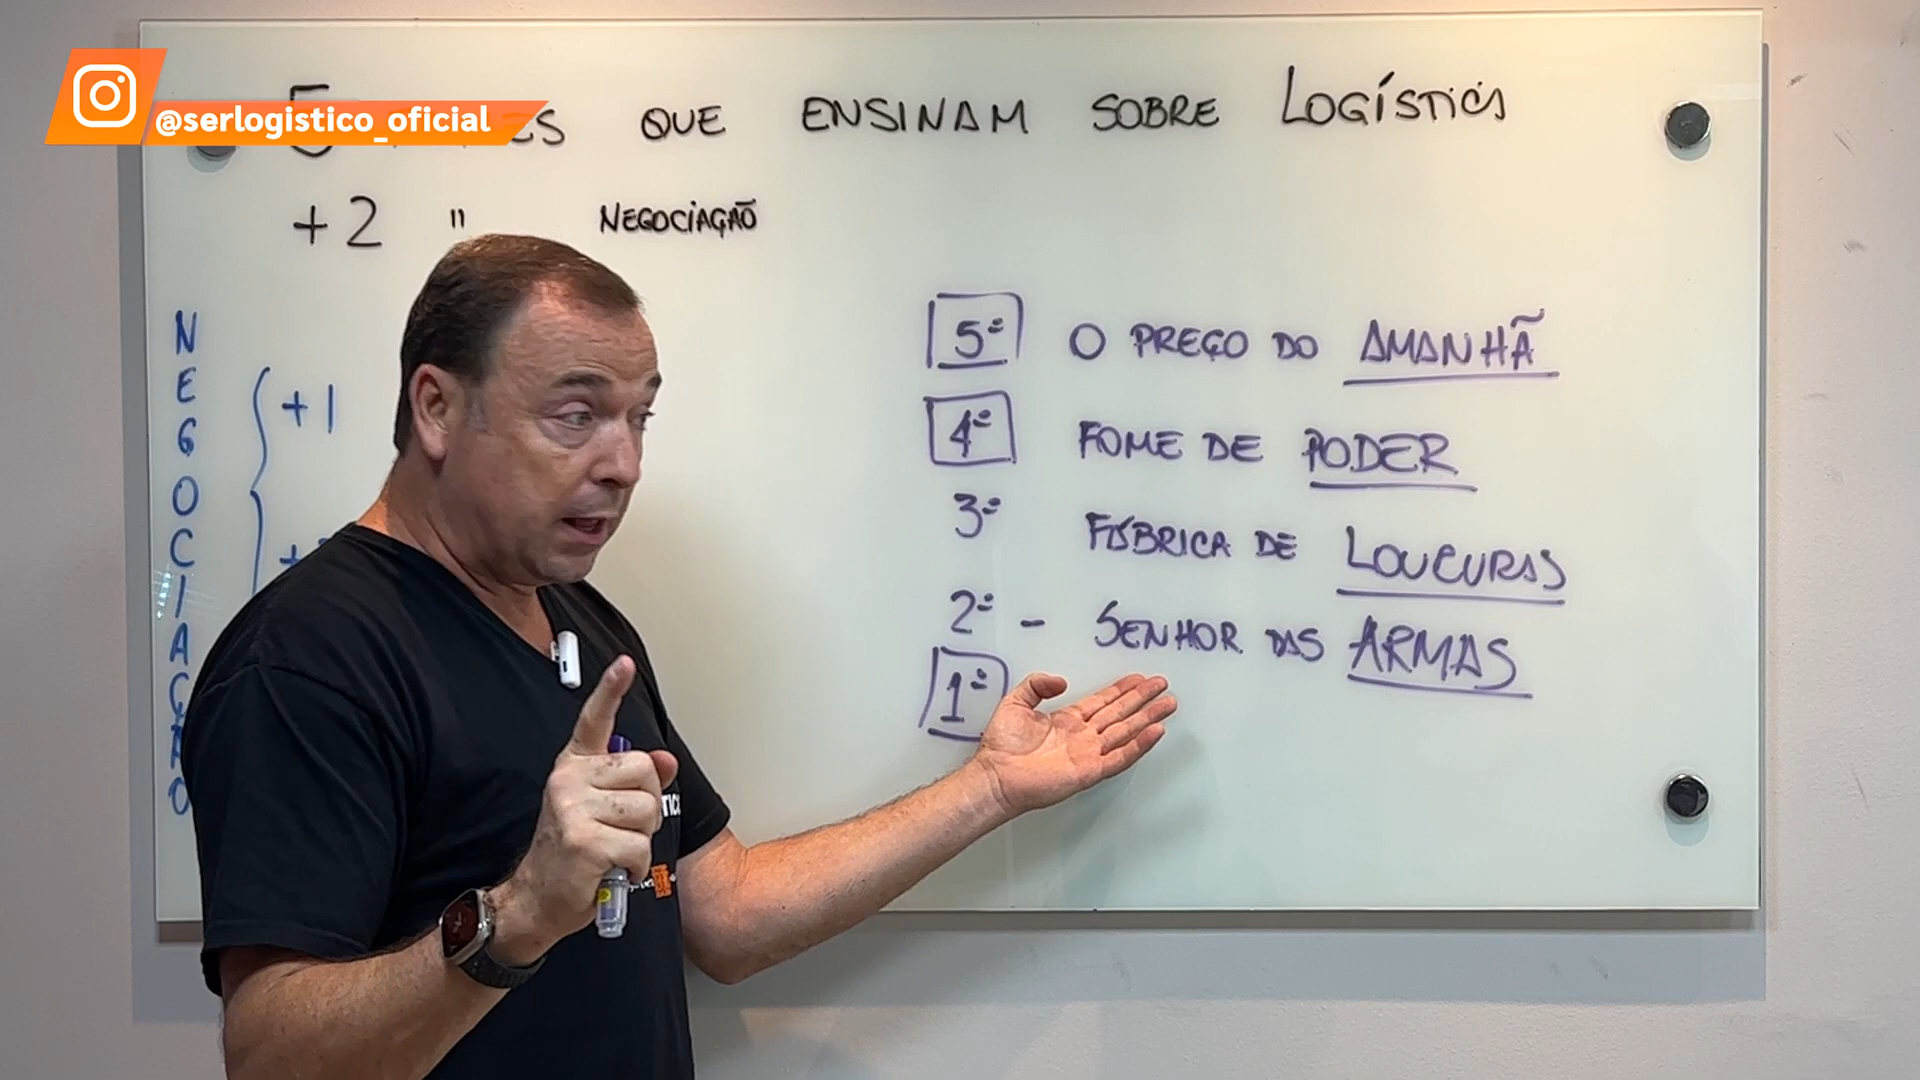 @serlogistico_oficial
5 QUE ENSINAM SOBRE LOGÍSTICA
+2 " NEGOCIAÇÃO
NEGOCIAÇÃO
+1
5º O PREÇO DO AMANHÃ
4º FOME DE PODER
3º FÁBRICA DE LOUCURAS
2º - SENHOR DAS ARMAS
1º